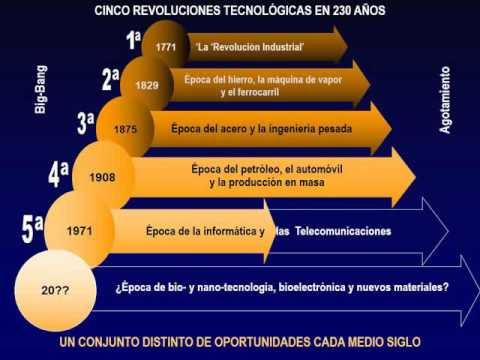 CINCO REVOLUCIONES TECNOLÓGICAS EN 230 AÑOS
Big-Bang
Agotamiento
1ª
1771
'La 'Revolución Industrial'
2ª
1829
Época del hierro, la máquina de vapor
y el ferrocarril
3ª
1875
Época del acero y la ingeniería pesada
4ª
1908
Época del petróleo, el automóvil
y la producción en masa
5ª
1971
Época de la informática y las Telecomunicaciones
20??
¿Época de bio- y nano-tecnologia, bioelectrónica y nuevos materiales?
UN CONJUNTO DISTINTO DE OPORTUNIDADES CADA MEDIO SIGLO